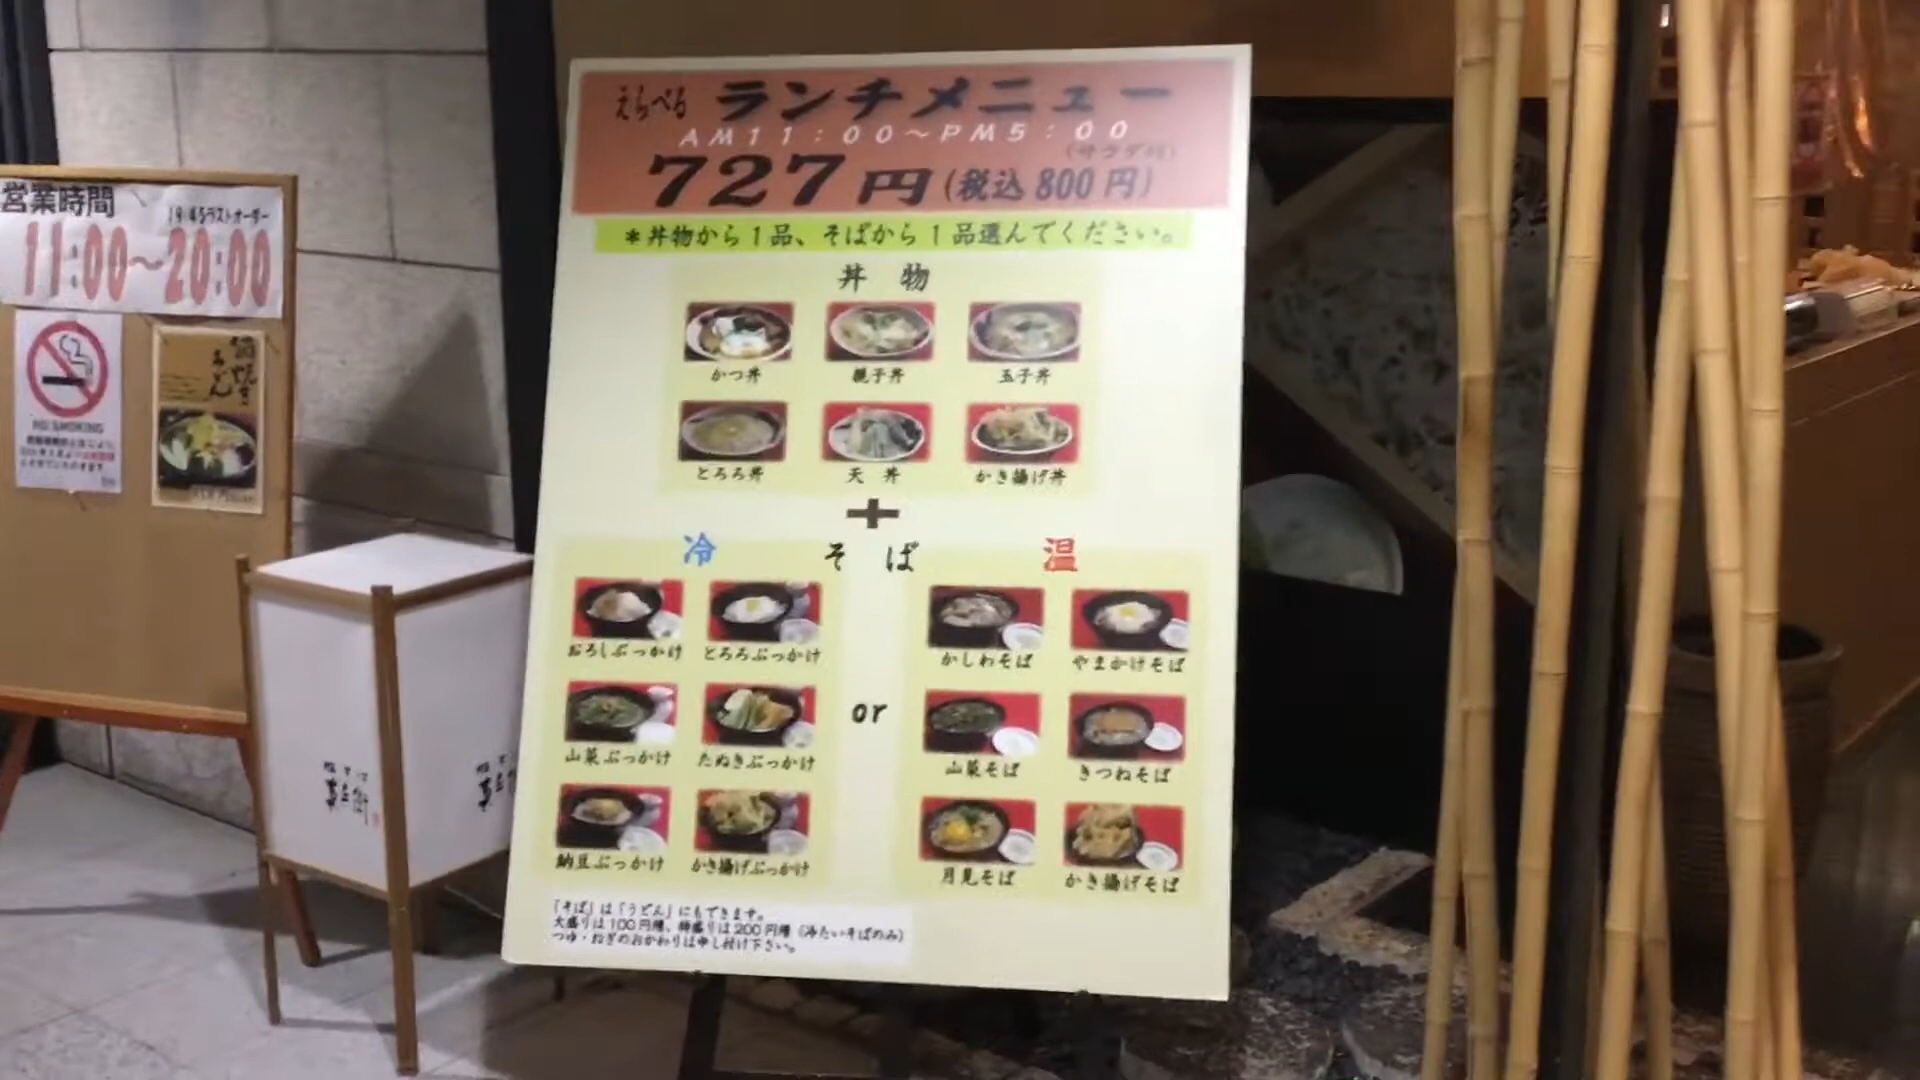 営業時間
19:45ラストオーダー
11:00～20:00
NO SMOKING
えらべる ランチメニュー
AM11：00～PM5：00
(サラダ付)
727円(税込800円)
＊丼物から1品、そばから1品選んでください。
丼 物
かつ丼 親子丼 玉子丼
とろろ丼 天 丼 かき揚げ丼
＋
冷 そ ば 温
おろしぶっかけ とろろぶっかけ
山菜ぶっかけ たぬきぶっかけ
納豆ぶっかけ かき揚げぶっかけ
or
かしわそば やまかけそば
山菜そば きつねそば
月見そば かき揚げそば
「そば」は「うどん」にもできます。
大盛りは100円増、特盛りは200円増（冷たいそばのみ）
つゆ・ねぎのおかわりは申し付け下さい。